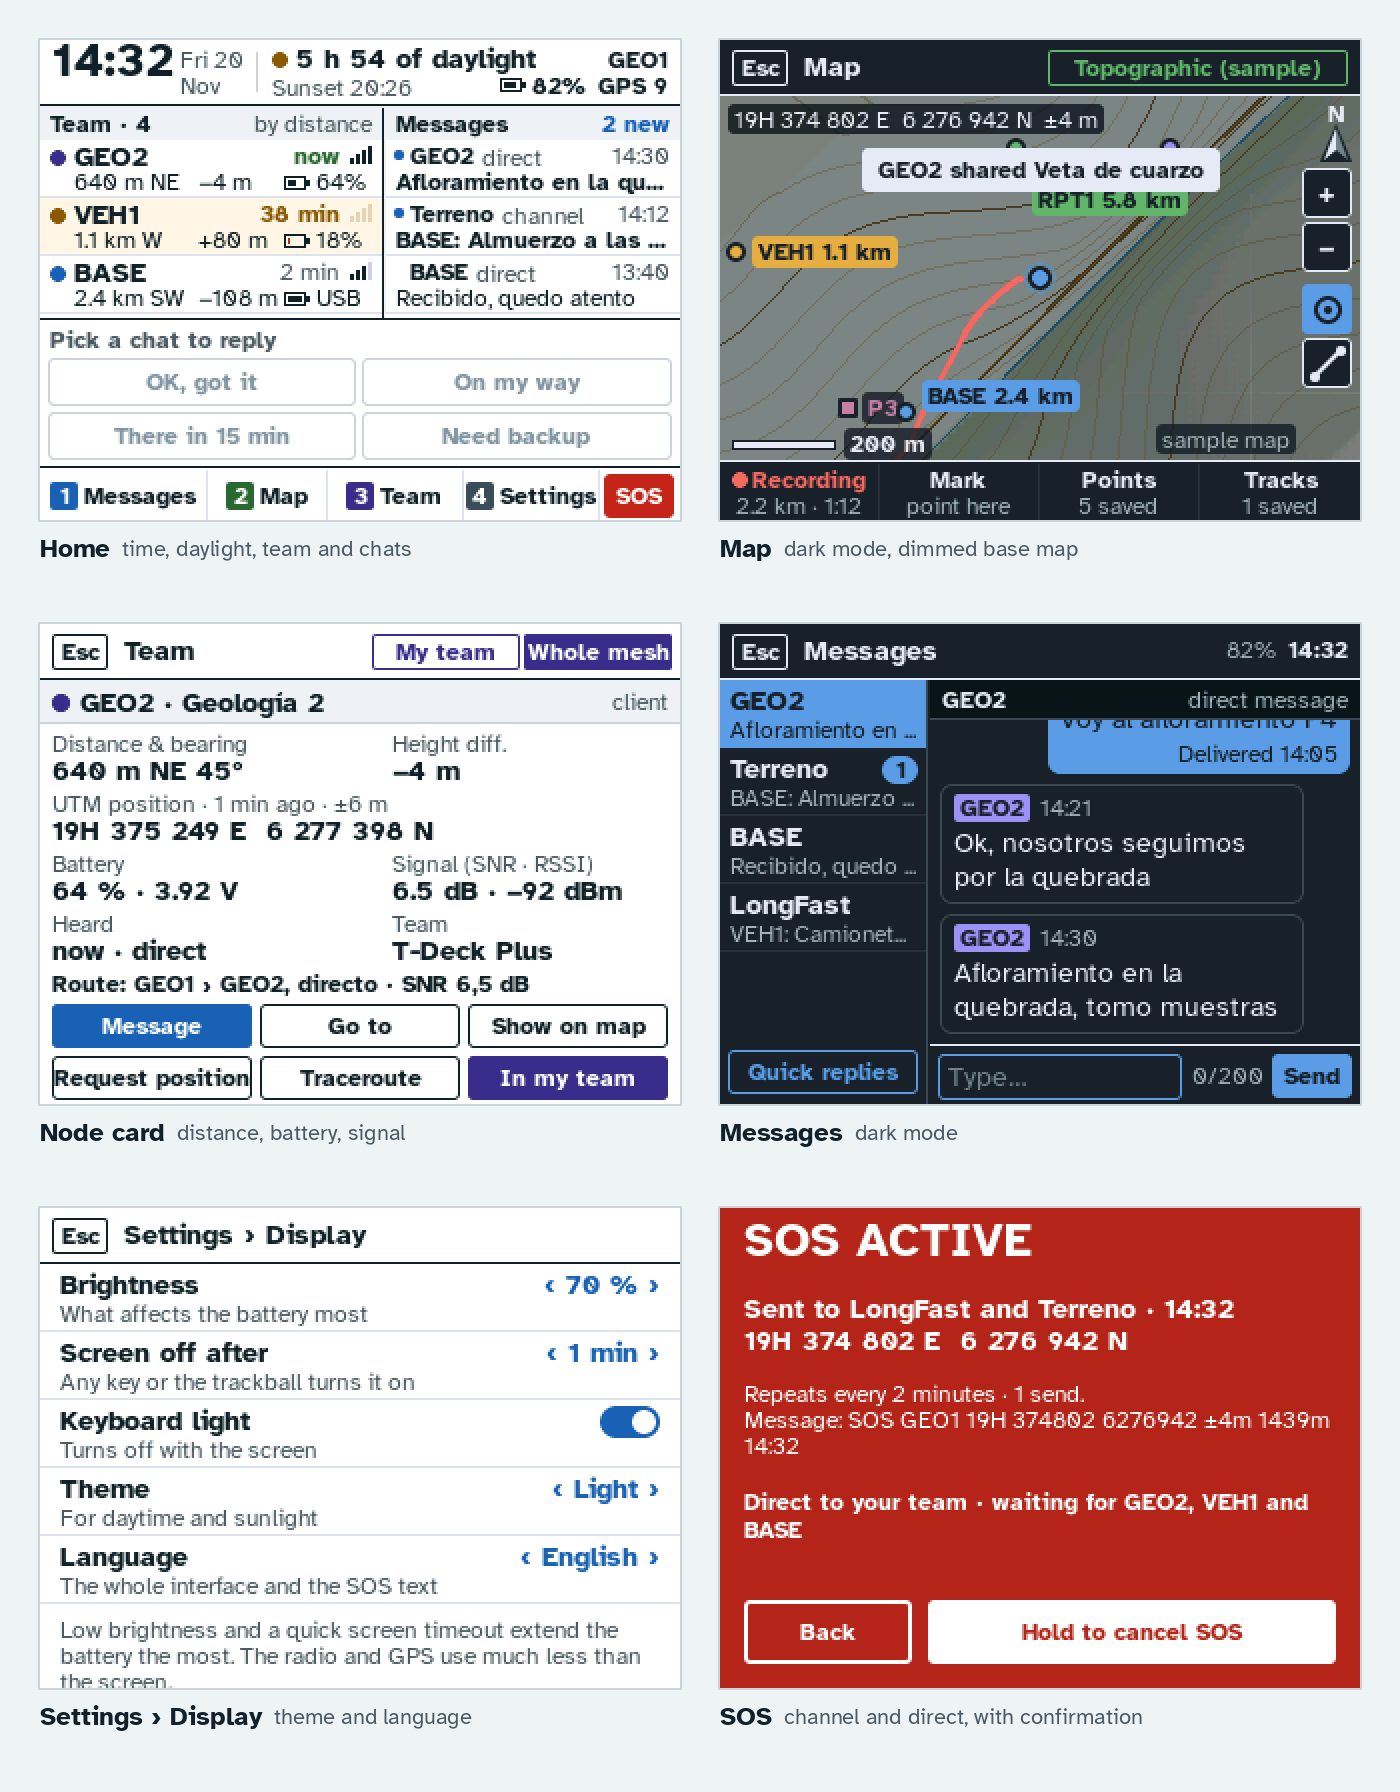 14:32 Fri 20 Nov
5 h 54 of daylight GEO1
Sunset 20:26 82% GPS 9
Team · 4 by distance
GEO2 now
640 m NE –4 m 64%
VEH1 38 min
1.1 km W +80 m 18%
BASE 2 min
2.4 km SW –108 m USB
Messages 2 new
GEO2 direct 14:30
Afloramiento en la qu...
Terreno channel 14:12
BASE: Almuerzo a las ...
BASE direct 13:40
Recibido, quedo atento
Pick a chat to reply
OK, got it On my way
There in 15 min Need backup
1 Messages 2 Map 3 Team 4 Settings SOS
Home time, daylight, team and chats
Esc Map Topographic (sample)
19H 374 802 E 6 276 942 N ±4 m
N
GEO2 shared Veta de cuarzo
RPT1 5.8 km
+
VEH1 1.1 km
–
BASE 2.4 km
P3
200 m
sample map
Recording Mark Points Tracks
2.2 km · 1:12 point here 5 saved 1 saved
Map dark mode, dimmed base map
Esc Team My team Whole mesh
GEO2 · Geología 2 client
Distance & bearing Height diff.
640 m NE 45° –4 m
UTM position · 1 min ago · ±6 m
19H 375 249 E 6 277 398 N
Battery Signal (SNR · RSSI)
64 % · 3.92 V 6.5 dB · –92 dBm
Heard Team
now · direct T-Deck Plus
Route: GEO1 › GEO2, directo · SNR 6,5 dB
Message Go to Show on map
Request position Traceroute In my team
Node card distance, battery, signal
Esc Messages 82% 14:32
GEO2
Afloramiento en ...
Terreno 1
BASE: Almuerzo ...
BASE
Recibido, quedo ...
LongFast
VEH1: Camionet...
Quick replies
GEO2 direct message
Voy al afloramiento P4
Delivered 14:05
GEO2 14:21
Ok, nosotros seguimos
por la quebrada
GEO2 14:30
Afloramiento en la
quebrada, tomo muestras
Type... 0/200 Send
Messages dark mode
Esc Settings › Display
Brightness ‹ 70 % ›
What affects the battery most
Screen off after ‹ 1 min ›
Any key or the trackball turns it on
Keyboard light
Turns off with the screen
Theme ‹ Light ›
For daytime and sunlight
Language ‹ English ›
The whole interface and the SOS text
Low brightness and a quick screen timeout extend the
battery the most. The radio and GPS use much less than
the screen.
Settings › Display theme and language
SOS ACTIVE
Sent to LongFast and Terreno · 14:32
19H 374 802 E 6 276 942 N
Repeats every 2 minutes · 1 send.
Message: SOS GEO1 19H 374802 6276942 ±4m 1439m
14:32
Direct to your team · waiting for GEO2, VEH1 and
BASE
Back Hold to cancel SOS
SOS channel and direct, with confirmation